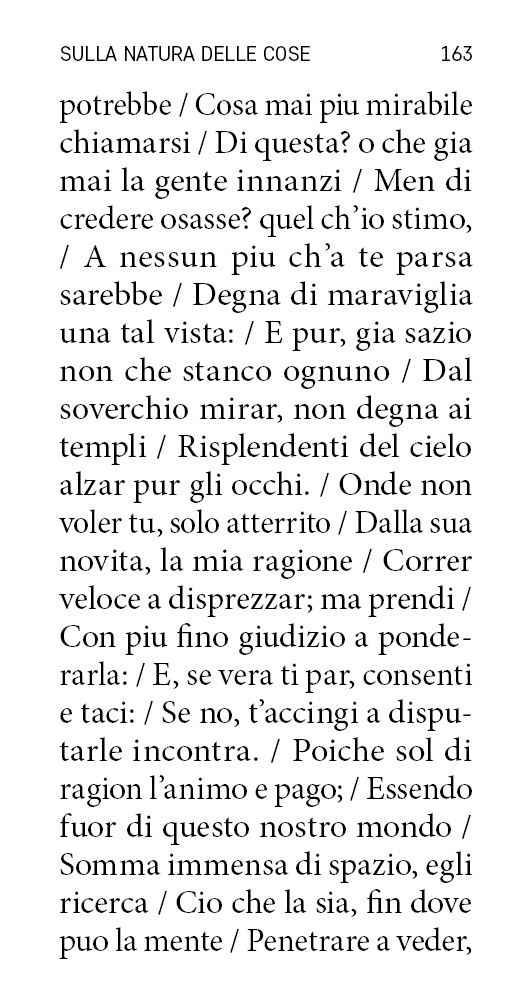 SULLA NATURA DELLE COSE 163
potrebbe / Cosa mai piu mirabile
chiamarsi / Di questa? o che gia
mai la gente innanzi / Men di
credere osasse? quel ch’io stimo,
/ A nessun piu ch’a te parsa
sarebbe / Degna di maraviglia
una tal vista: / E pur, gia sazio
non che stanco ognuno / Dal
soverchio mirar, non degna ai
templi / Risplendenti del cielo
alzar pur gli occhi. / Onde non
voler tu, solo atterrito / Dalla sua
novita, la mia ragione / Correr
veloce a disprezzar; ma prendi /
Con piu fino giudizio a ponde-
rarla: / E, se vera ti par, consenti
e taci: / Se no, t’accingi a dispu-
tarle incontra. / Poiche sol di
ragion l’animo e pago; / Essendo
fuor di questo nostro mondo /
Somma immensa di spazio, egli
ricerca / Cio che la sia, fin dove
puo la mente / Penetrare a veder,